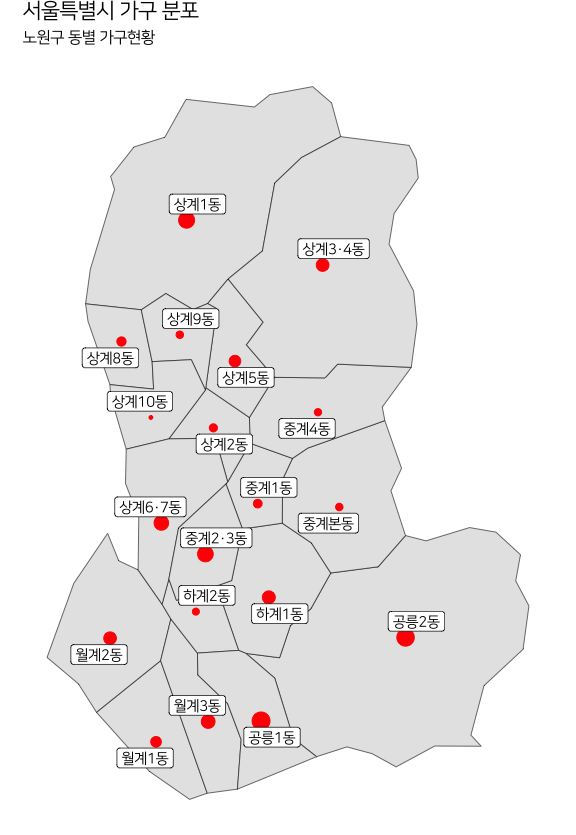 서울특별시 가구 분포
노원구 동별 가구현황
상계1동
상계3·4동
상계9동
상계8동
상계5동
상계10동
중계4동
상계2동
중계1동
상계6·7동
중계본동
중계2·3동
하계2동
하계1동
공릉2동
월계2동
월계3동
공릉1동
월계1동